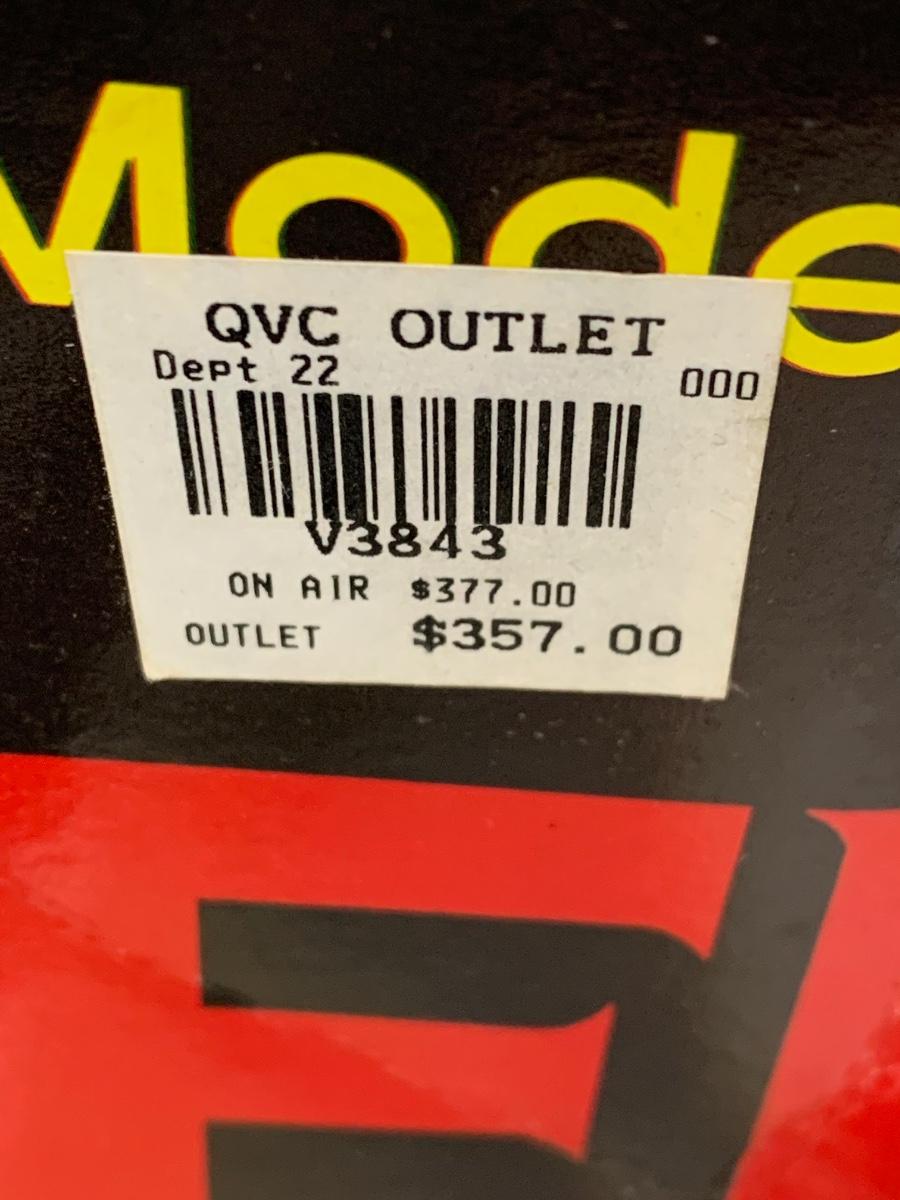 Mode
QVC OUTLET
Dept 22
000
V3843
ON AIR $377.00
OUTLET $357.00